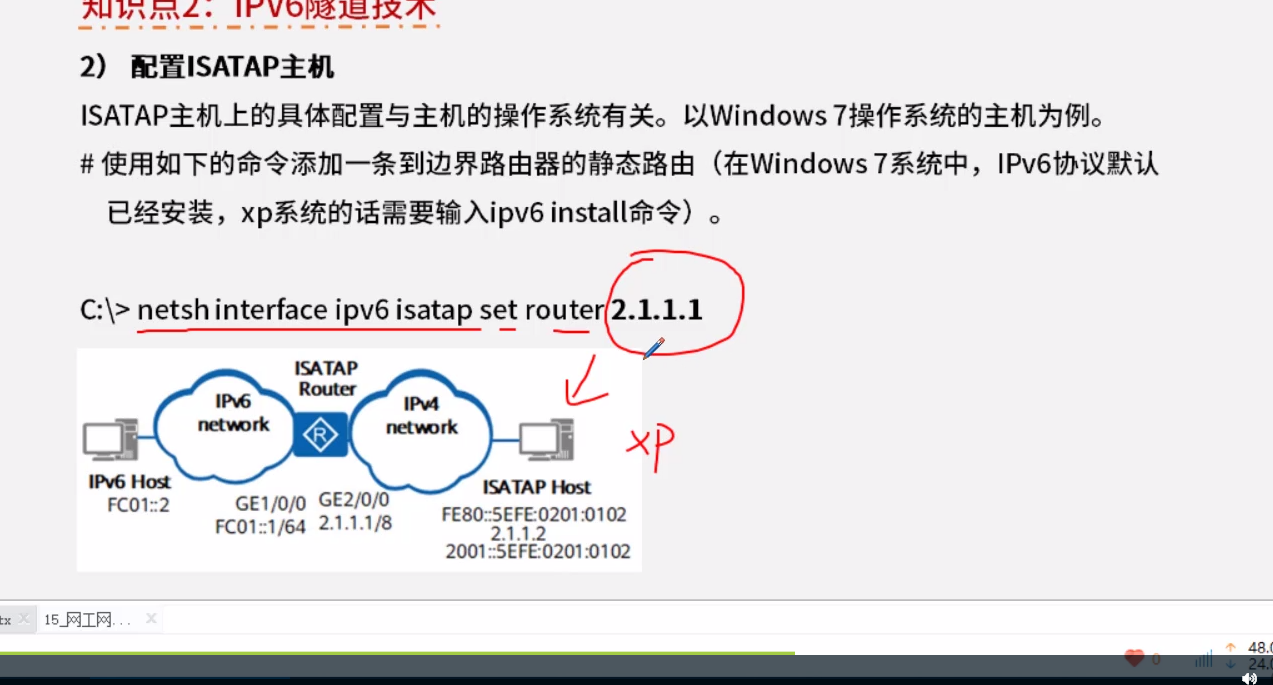 知识点2：IPv6隧道技术
2） 配置ISATAP主机
ISATAP主机上的具体配置与主机的操作系统有关。以Windows 7操作系统的主机为例。
# 使用如下的命令添加一条到边界路由器的静态路由（在Windows 7系统中，IPv6协议默认
已经安装，xp系统的话需要输入ipv6 install命令）。
C:\> netsh interface ipv6 isatap set router 2.1.1.1
ISATAP
Router
IPv6
network
IPv4
network
R
xp
IPv6 Host
FC01::2
GE1/0/0
FC01::1/64
GE2/0/0
2.1.1.1/8
ISATAP Host
FE80::5EFE:0201:0102
2.1.1.2
2001::5EFE:0201:0102
tx
15_网工网...
0
48.0
24.0